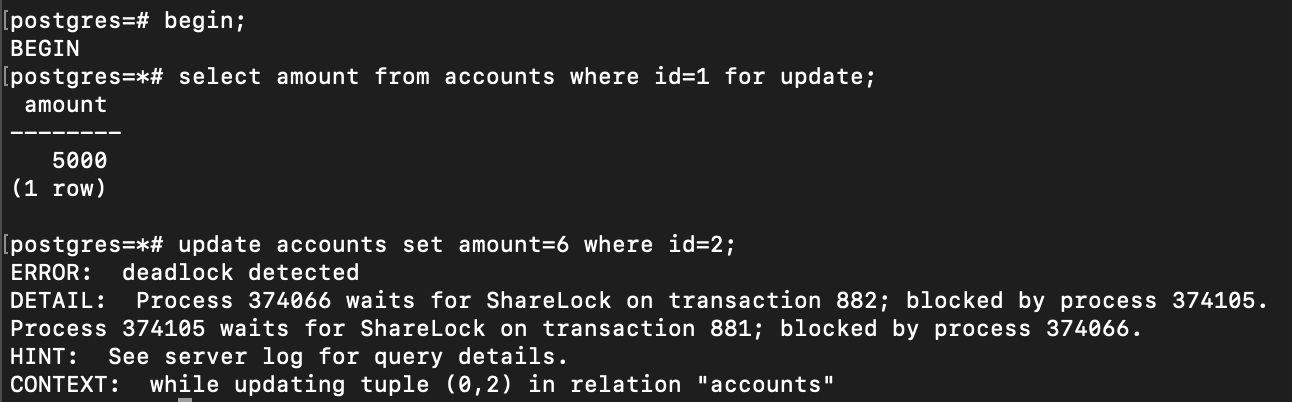 [postgres=# begin;
BEGIN
[postgres=*# select amount from accounts where id=1 for update;
 amount
--------
   5000
(1 row)

[postgres=*# update accounts set amount=6 where id=2;
ERROR:  deadlock detected
DETAIL:  Process 374066 waits for ShareLock on transaction 882; blocked by process 374105.
Process 374105 waits for ShareLock on transaction 881; blocked by process 374066.
HINT:  See server log for query details.
CONTEXT:  while updating tuple (0,2) in relation "accounts"